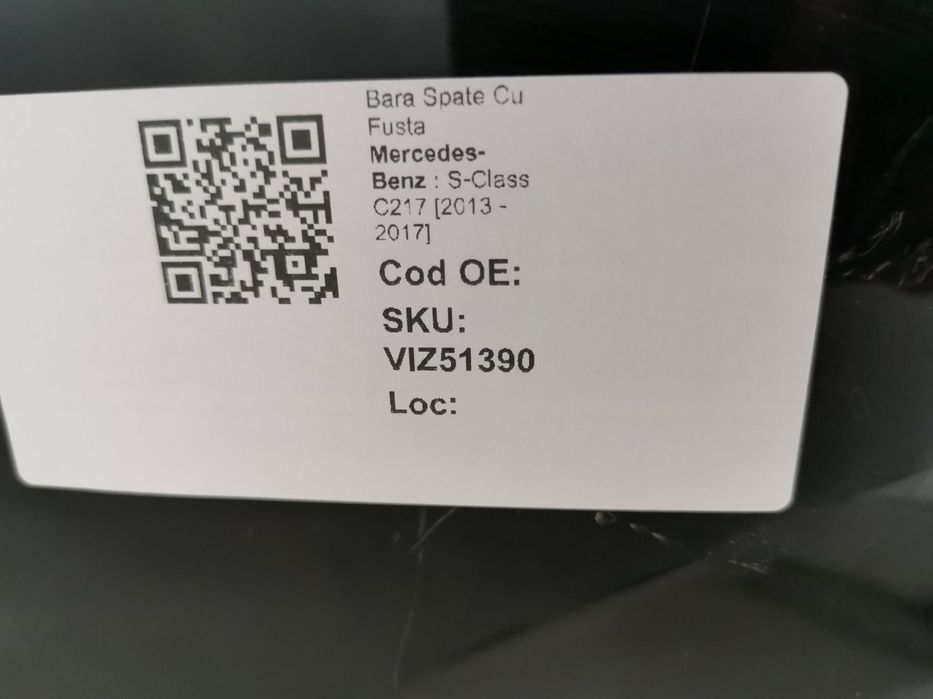 Bara Spate Cu
Fusta
Mercedes-
Benz : S-Class
C217 [2013 -
2017]
Cod OE:
SKU:
VIZ51390
Loc: